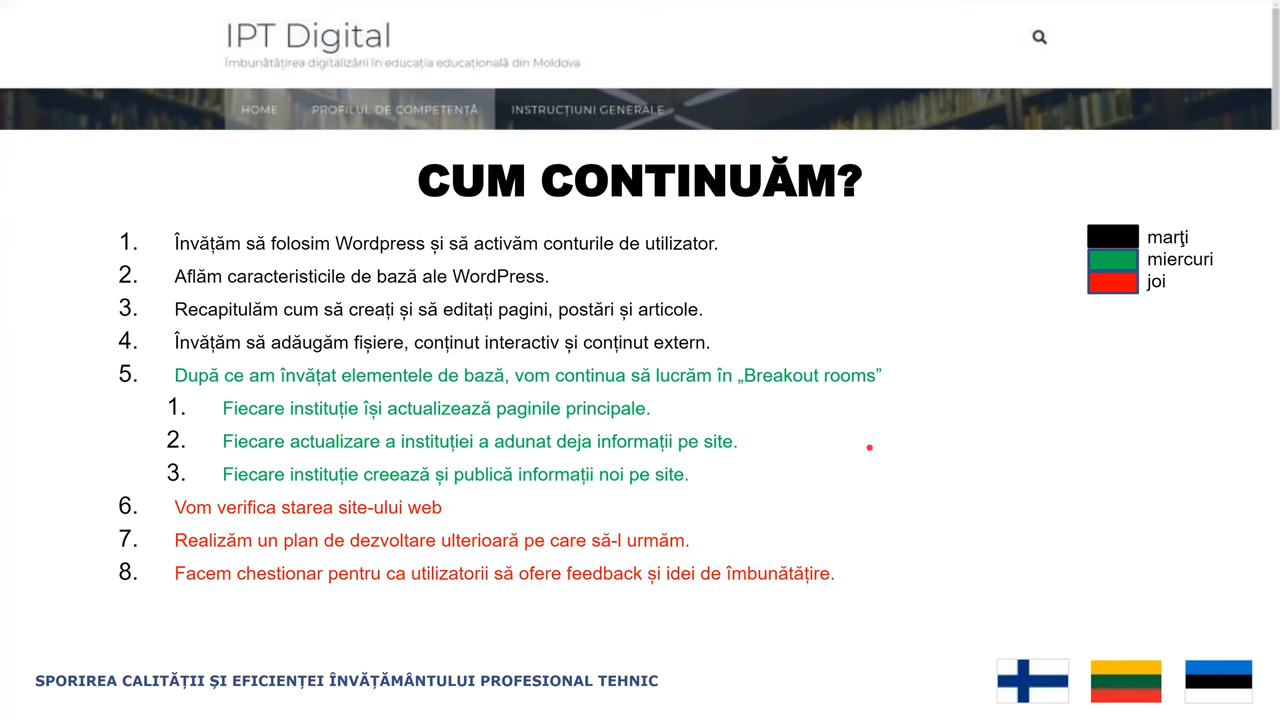 IPT Digital
Îmbunătățirea digitalizării în educația educațională din Moldova
HOME PROFILUL DE COMPETENȚĂ INSTRUCȚIUNI GENERALE
CUM CONTINUĂM?
1. Învățăm să folosim Wordpress și să activăm conturile de utilizator.
2. Aflăm caracteristicile de bază ale WordPress.
3. Recapitulăm cum să creați și să editați pagini, postări și articole.
4. Învățăm să adăugăm fișiere, conținut interactiv și conținut extern.
5. După ce am învățat elementele de bază, vom continua să lucrăm în „Breakout rooms”
1. Fiecare instituție își actualizează paginile principale.
2. Fiecare actualizare a instituției a adunat deja informații pe site.
3. Fiecare instituție creează și publică informații noi pe site.
6. Vom verifica starea site-ului web
7. Realizăm un plan de dezvoltare ulterioară pe care să-l urmăm.
8. Facem chestionar pentru ca utilizatorii să ofere feedback și idei de îmbunătățire.
marţi
miercuri
joi
SPORIREA CALITĂȚII ȘI EFICIENȚEI ÎNVĂȚĂMÂNTULUI PROFESIONAL TEHNIC